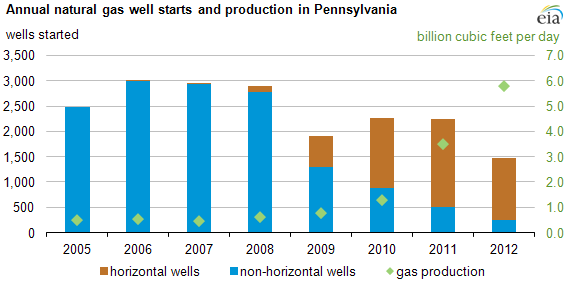 Annual natural gas well starts and production in Pennsylvania
eia
wells started billion cubic feet per day
3,500 7.0
3,000 6.0
2,500 5.0
2,000 4.0
1,500 3.0
1,000 2.0
500 1.0
0 0.0
2005 2006 2007 2008 2009 2010 2011 2012
horizontal wells non-horizontal wells gas production